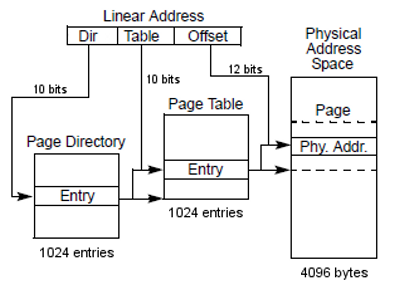 Linear Address
Dir Table Offset
Physical
Address
Space
10 bits
10 bits
12 bits
Page Table
Page
Page Directory
Phy. Addr.
Entry
Entry
1024 entries
1024 entries
4096 bytes